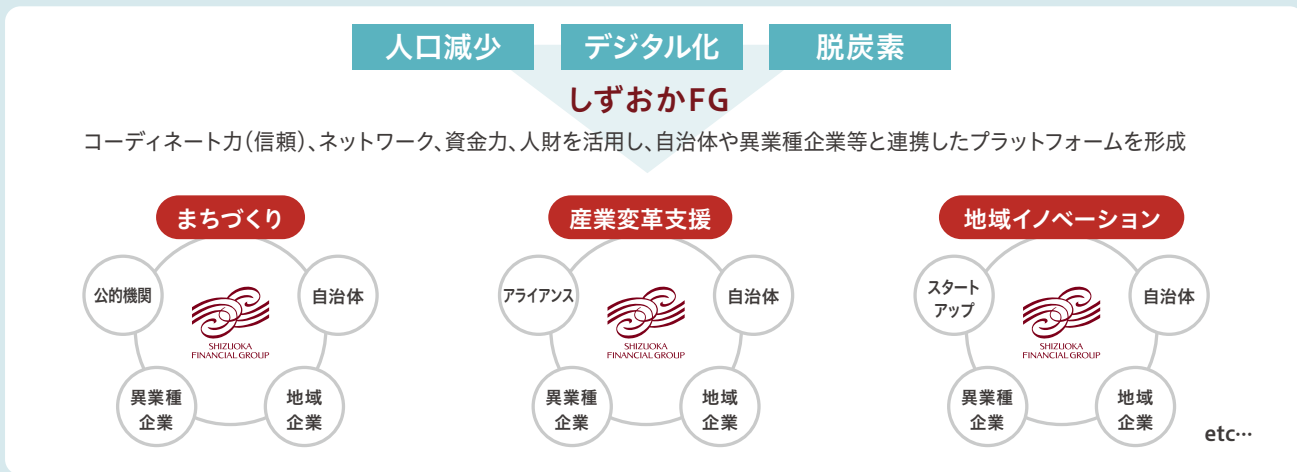 人口減少
デジタル化
脱炭素
しずおかFG
コーディネート力(信頼)、ネットワーク、資金力、人財を活用し、自治体や異業種企業等と連携したプラットフォームを形成
まちづくり
公的機関
自治体
SHIZUOKA
FINANCIAL GROUP
異業種
企業
地域
企業
産業変革支援
アライアンス
自治体
SHIZUOKA
FINANCIAL GROUP
異業種
企業
地域
企業
地域イノベーション
スタート
アップ
自治体
SHIZUOKA
FINANCIAL GROUP
異業種
企業
地域
企業
etc…